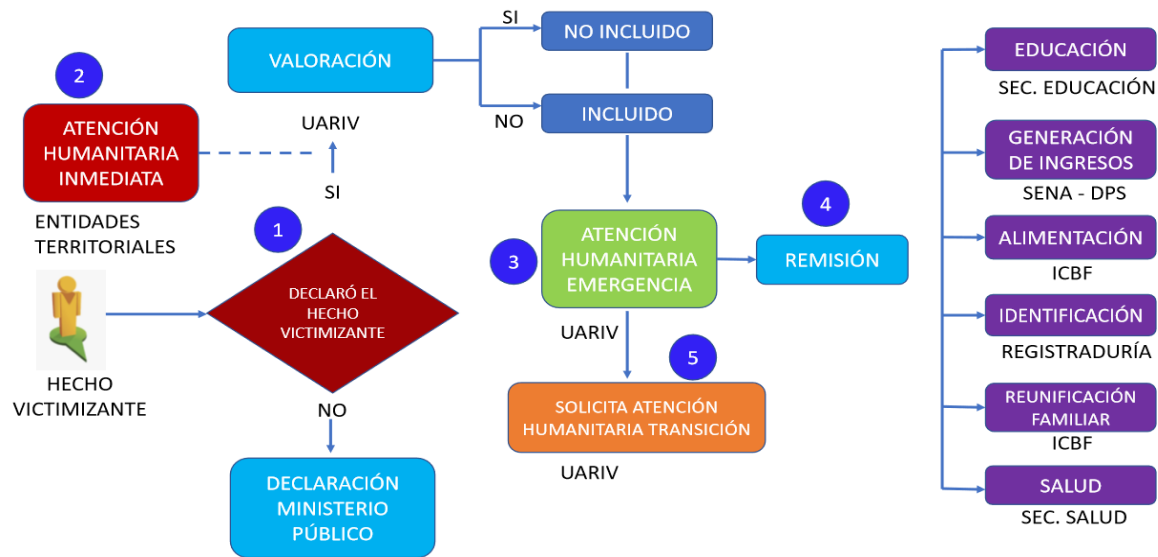 SI
NO INCLUIDO
VALORACIÓN
NO
INCLUIDO
2
ATENCIÓN
HUMANITARIA
INMEDIATA
UARIV
SI
ENTIDADES
TERRITORIALES
1
DECLARÓ EL
HECHO
VICTIMIZANTE
HECHO
VICTIMIZANTE
NO
DECLARACIÓN
MINISTERIO
PÚBLICO
3
ATENCIÓN
HUMANITARIA
EMERGENCIA
UARIV
4
REMISIÓN
5
SOLICITA ATENCIÓN
HUMANITARIA TRANSICIÓN
UARIV
EDUCACIÓN
SEC. EDUCACIÓN
GENERACIÓN
DE INGRESOS
SENA - DPS
ALIMENTACIÓN
ICBF
IDENTIFICACIÓN
REGISTRADURÍA
REUNIFICACIÓN
FAMILIAR
ICBF
SALUD
SEC. SALUD